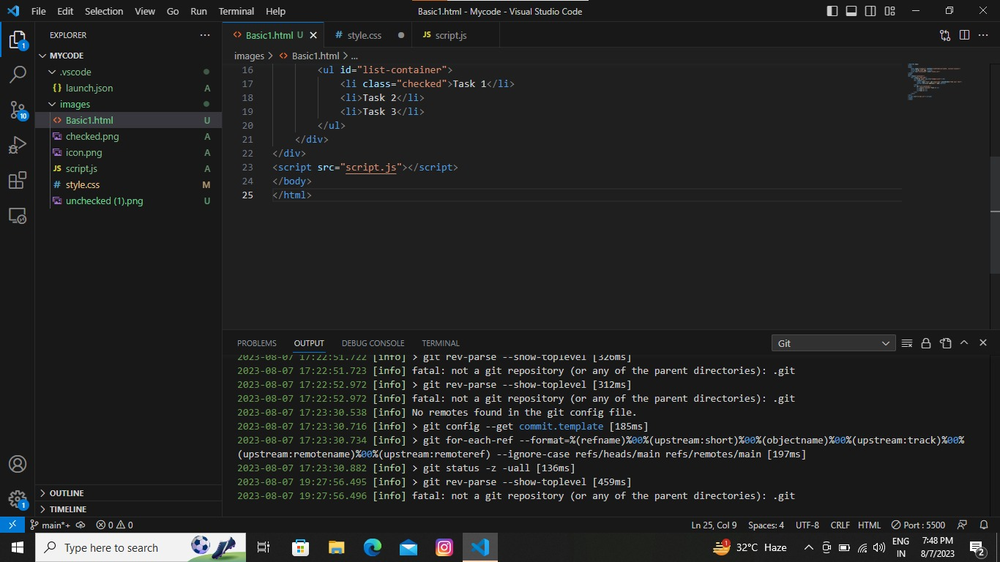 File Edit Selection View Go Run Terminal Help Basic1.html - Mycode - Visual Studio Code
EXPLORER
MYCODE
.vscode
{} launch.json A
images
<> Basic1.html U
checked.png A
icon.png A
JS script.js A
# style.css M
unchecked (1).png U
OUTLINE
TIMELINE
1
10
1
<> Basic1.html U
# style.css
JS script.js
images > <> Basic1.html > ...
16 <ul id="list-container">
17 <li class="checked">Task 1</li>
18 <li>Task 2</li>
19 <li>Task 3</li>
20 </ul>
21 </div>
22 </div>
23 <script src="script.js"></script>
24 </body>
25 </html>
PROBLEMS OUTPUT DEBUG CONSOLE TERMINAL Git
2023-08-07 17:22:51.722 [info] > git rev-parse --show-toplevel [326ms]
2023-08-07 17:22:51.723 [info] fatal: not a git repository (or any of the parent directories): .git
2023-08-07 17:22:52.972 [info] > git rev-parse --show-toplevel [312ms]
2023-08-07 17:22:52.972 [info] fatal: not a git repository (or any of the parent directories): .git
2023-08-07 17:23:30.538 [info] No remotes found in the git config file.
2023-08-07 17:23:30.716 [info] > git config --get commit.template [185ms]
2023-08-07 17:23:30.734 [info] > git for-each-ref --format=%(refname)%00%(upstream:short)%00%(objectname)%00%(upstream:track)%00%
(upstream:remotename)%00%(upstream:remoteref) --ignore-case refs/heads/main refs/remotes/main [197ms]
2023-08-07 17:23:30.882 [info] > git status -z -uall [136ms]
2023-08-07 19:27:56.495 [info] > git rev-parse --show-toplevel [459ms]
2023-08-07 19:27:56.496 [info] fatal: not a git repository (or any of the parent directories): .git
main*+ 0 0 Ln 25, Col 9 Spaces: 4 UTF-8 CRLF HTML Port : 5500
Type here to search
1 32°C Haze
ENG
IN
7:48 PM
8/7/2023
2